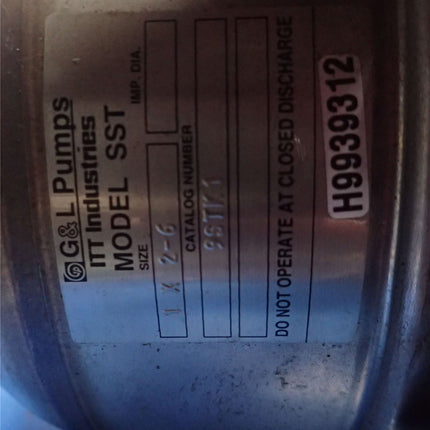 G&L Pumps
ITT Industries
MODEL SST
SIZE IMP. DIA.
X 2-6
CATALOG NUMBER
DO NOT OPERATE AT CLOSED DISCHARGE
H9939312